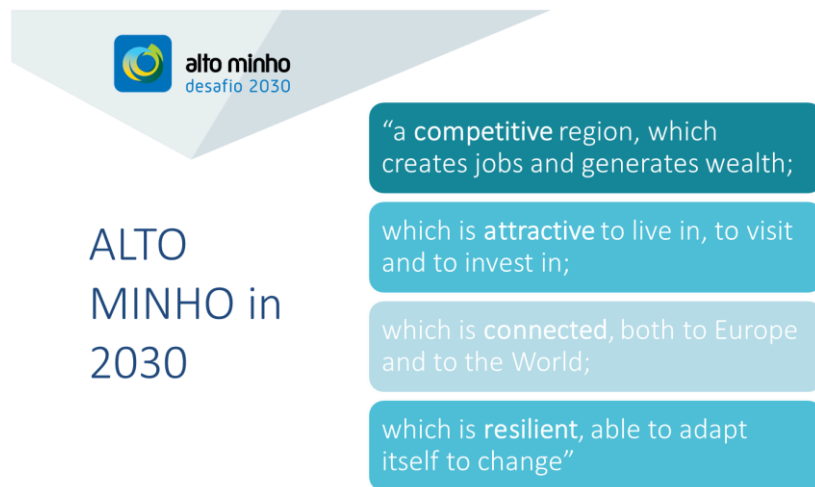 alto minho
desafio 2030
ALTO
MINHO in
2030
“a competitive region, which
creates jobs and generates wealth;
which is attractive to live in, to visit
and to invest in;
which is connected, both to Europe
and to the World;
which is resilient, able to adapt
itself to change”